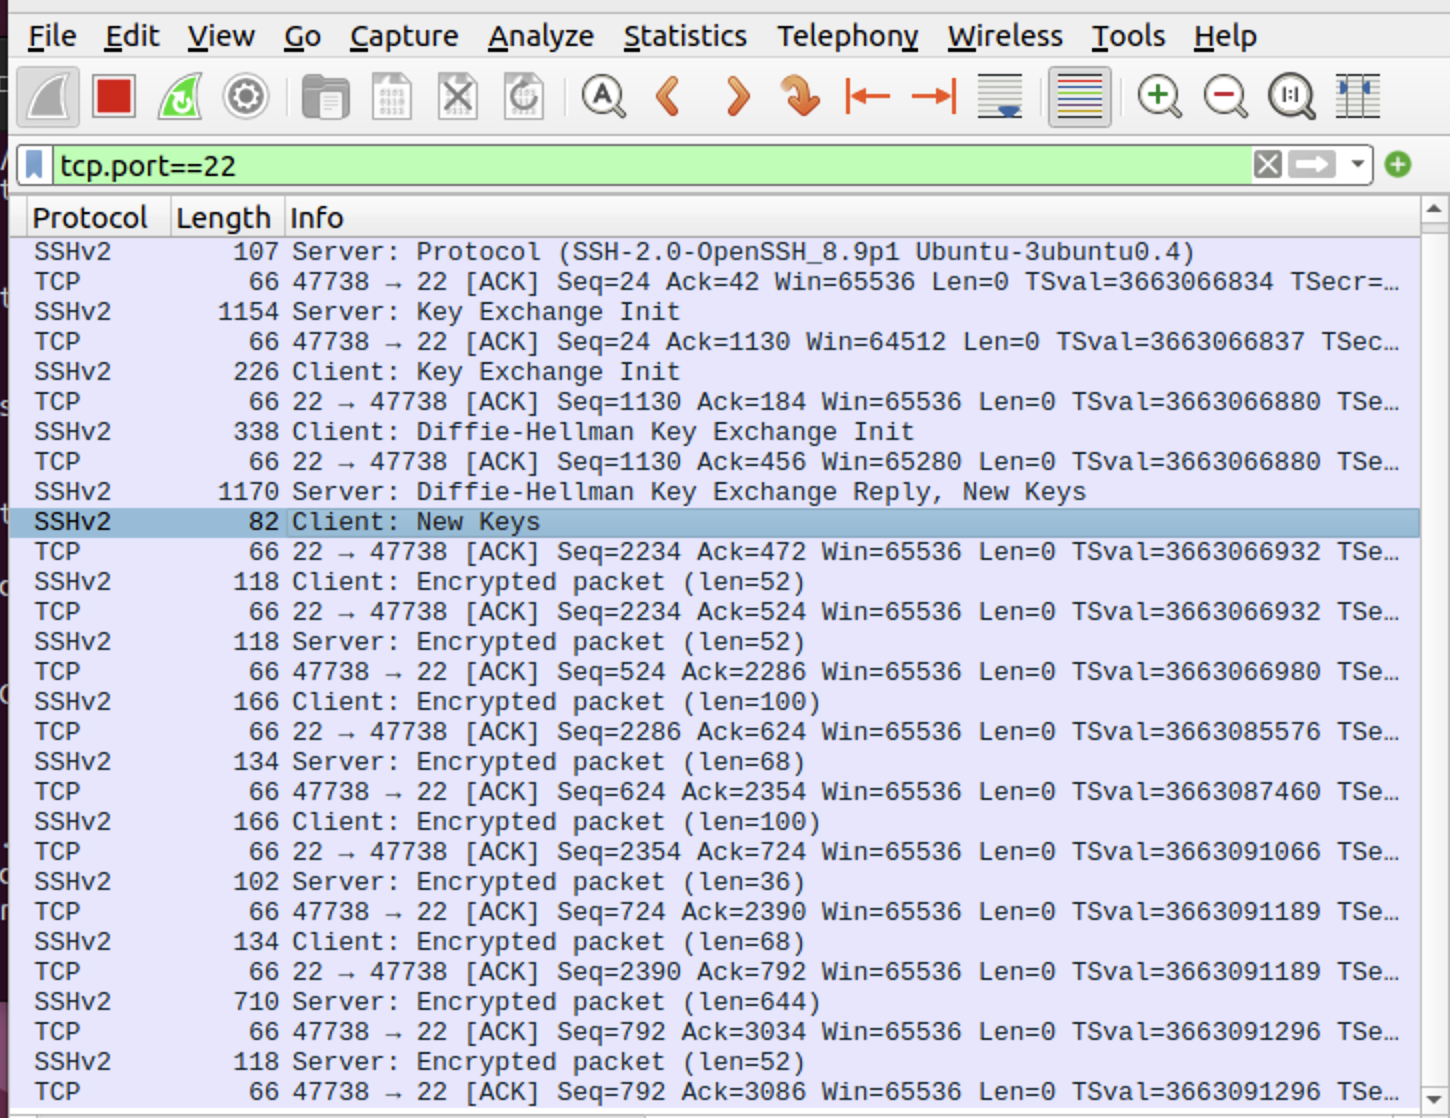 File Edit View Go Capture Analyze Statistics Telephony Wireless Tools Help
tcp.port==22
Protocol Length Info
SSHv2 107 Server: Protocol (SSH-2.0-OpenSSH_8.9p1 Ubuntu-3ubuntu0.4)
TCP 66 47738 → 22 [ACK] Seq=24 Ack=42 Win=65536 Len=0 TSval=3663066834 TSecr=…
SSHv2 1154 Server: Key Exchange Init
TCP 66 47738 → 22 [ACK] Seq=24 Ack=1130 Win=64512 Len=0 TSval=3663066837 TSec…
SSHv2 226 Client: Key Exchange Init
TCP 66 22 → 47738 [ACK] Seq=1130 Ack=184 Win=65536 Len=0 TSval=3663066880 TSe…
SSHv2 338 Client: Diffie-Hellman Key Exchange Init
TCP 66 22 → 47738 [ACK] Seq=1130 Ack=456 Win=65280 Len=0 TSval=3663066880 TSe…
SSHv2 1170 Server: Diffie-Hellman Key Exchange Reply, New Keys
SSHv2 82 Client: New Keys
TCP 66 22 → 47738 [ACK] Seq=2234 Ack=472 Win=65536 Len=0 TSval=3663066932 TSe…
SSHv2 118 Client: Encrypted packet (len=52)
TCP 66 22 → 47738 [ACK] Seq=2234 Ack=524 Win=65536 Len=0 TSval=3663066932 TSe…
SSHv2 118 Server: Encrypted packet (len=52)
TCP 66 47738 → 22 [ACK] Seq=524 Ack=2286 Win=65536 Len=0 TSval=3663066980 TSe…
SSHv2 166 Client: Encrypted packet (len=100)
TCP 66 22 → 47738 [ACK] Seq=2286 Ack=624 Win=65536 Len=0 TSval=3663085576 TSe…
SSHv2 134 Server: Encrypted packet (len=68)
TCP 66 47738 → 22 [ACK] Seq=624 Ack=2354 Win=65536 Len=0 TSval=3663087460 TSe…
SSHv2 166 Client: Encrypted packet (len=100)
TCP 66 22 → 47738 [ACK] Seq=2354 Ack=724 Win=65536 Len=0 TSval=3663091066 TSe…
SSHv2 102 Server: Encrypted packet (len=36)
TCP 66 47738 → 22 [ACK] Seq=724 Ack=2390 Win=65536 Len=0 TSval=3663091189 TSe…
SSHv2 134 Client: Encrypted packet (len=68)
TCP 66 22 → 47738 [ACK] Seq=2390 Ack=792 Win=65536 Len=0 TSval=3663091189 TSe…
SSHv2 710 Server: Encrypted packet (len=644)
TCP 66 47738 → 22 [ACK] Seq=792 Ack=3034 Win=65536 Len=0 TSval=3663091296 TSe…
SSHv2 118 Server: Encrypted packet (len=52)
TCP 66 47738 → 22 [ACK] Seq=792 Ack=3086 Win=65536 Len=0 TSval=3663091296 TSe…